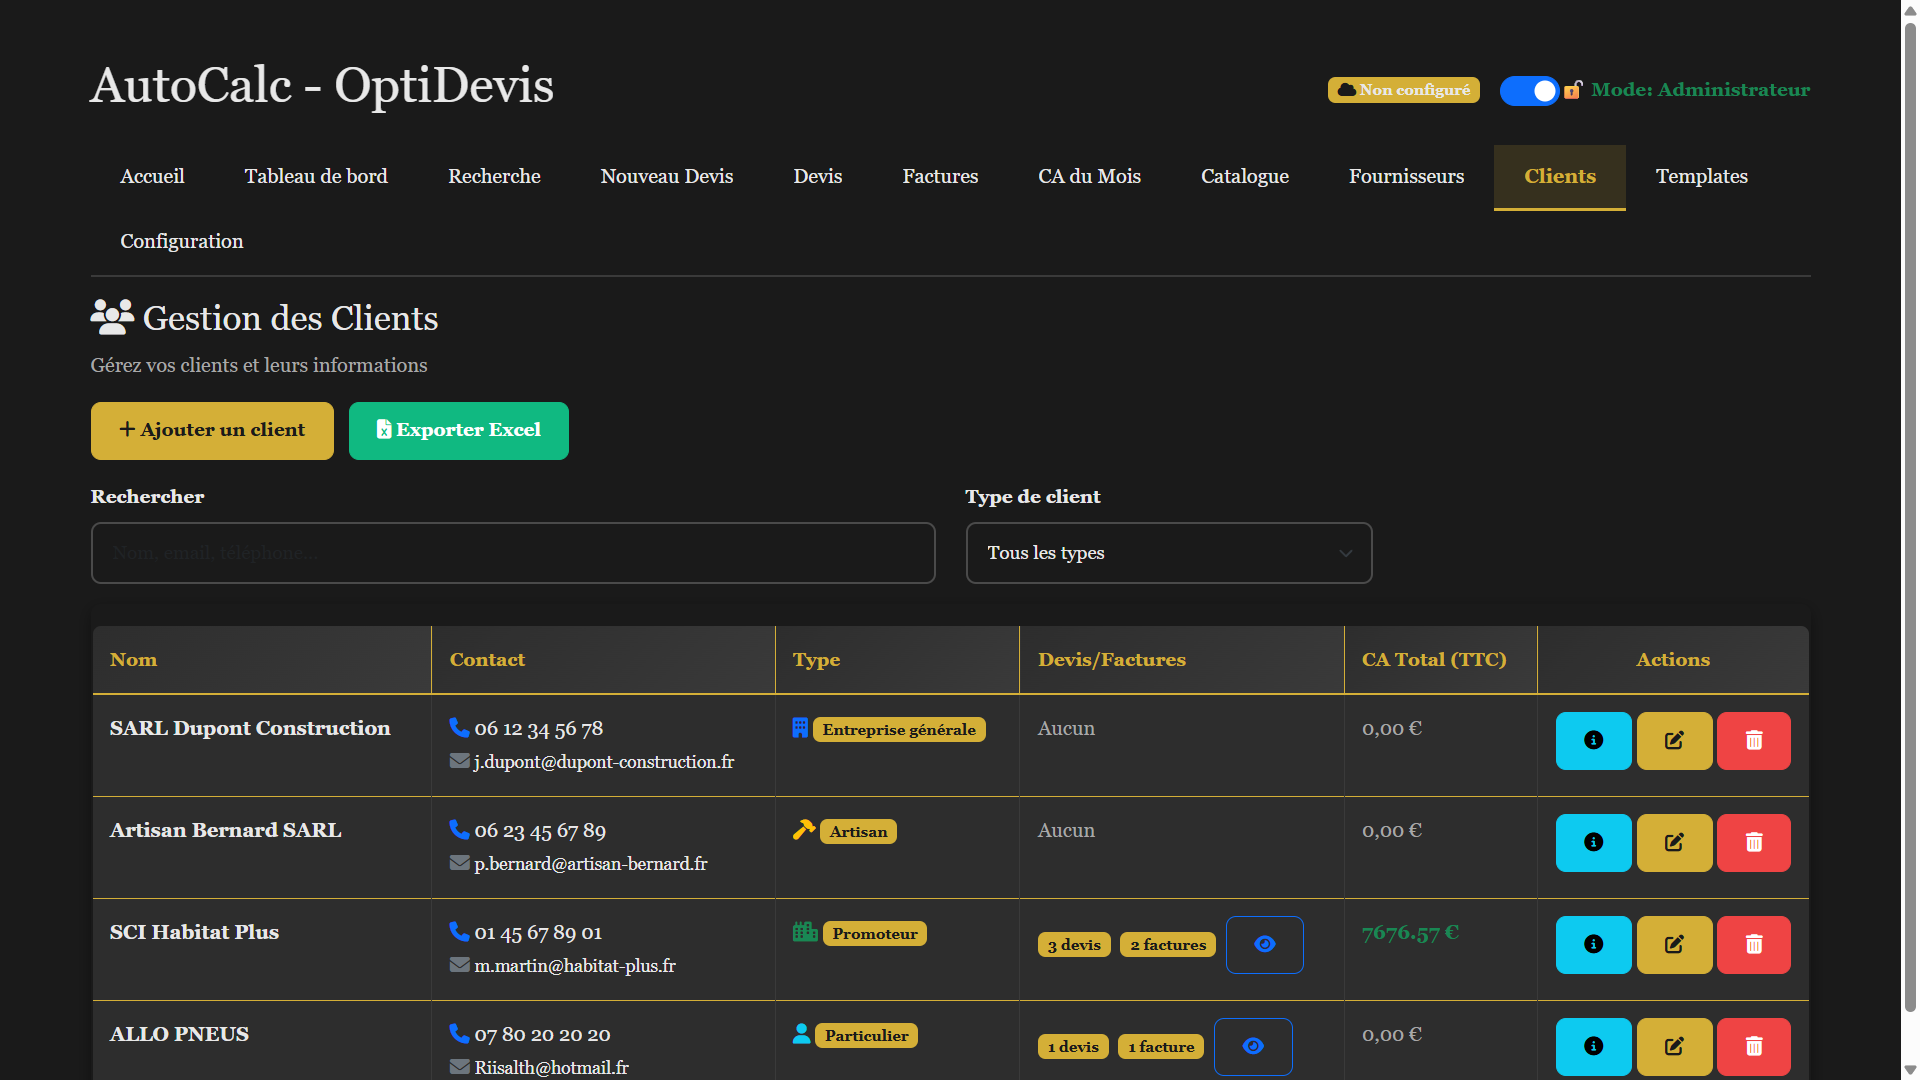 AutoCalc - OptiDevis
Non configuré
Mode: Administrateur
Accueil
Tableau de bord
Recherche
Nouveau Devis
Devis
Factures
CA du Mois
Catalogue
Fournisseurs
Clients
Templates
Configuration
Gestion des Clients
Gérez vos clients et leurs informations
+ Ajouter un client
Exporter Excel
Rechercher
Type de client
Nom, email, téléphone...
Tous les types
Nom
Contact
Type
Devis/Factures
CA Total (TTC)
Actions
SARL Dupont Construction
06 12 34 56 78
j.dupont@dupont-construction.fr
Entreprise générale
Aucun
0,00 €
Artisan Bernard SARL
06 23 45 67 89
p.bernard@artisan-bernard.fr
Artisan
Aucun
0,00 €
SCI Habitat Plus
01 45 67 89 01
m.martin@habitat-plus.fr
Promoteur
3 devis
2 factures
7676.57 €
ALLO PNEUS
07 80 20 20 20
Riisalth@hotmail.fr
Particulier
1 devis
1 facture
0,00 €